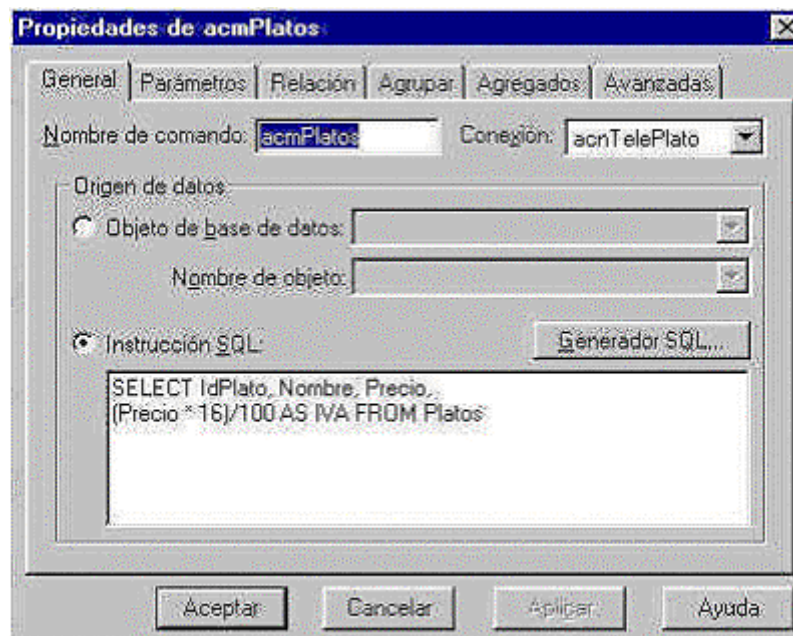 Propiedades de acmPlatos
General Parámetros Relación Agrupar Agregados Avanzadas
Nombre de comando: acmPlatos Conexión: acnTelePlato
Origen de datos
Objeto de base de datos:
Nombre de objeto:
Instrucción SQL: Generador SQL...
SELECT IdPlato, Nombre, Precio,
(Precio * 16)/100 AS IVA FROM Platos
Aceptar Cancelar Aplicar Ayuda